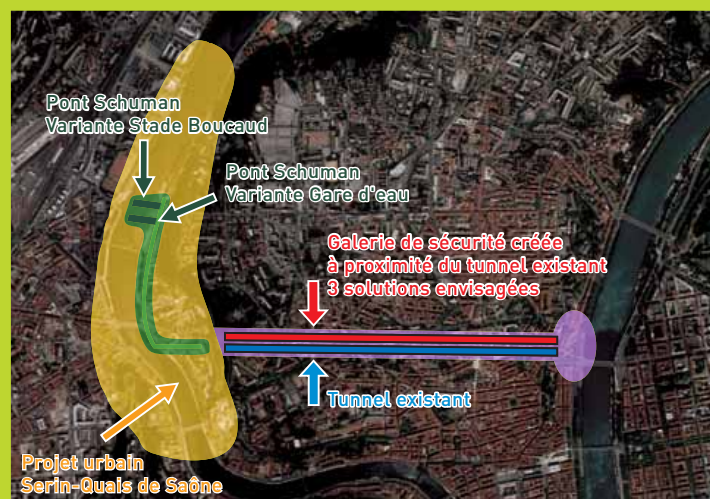 Pont Schuman
Variante Stade Boucaud
Pont Schuman
Variante Gare d'eau
Galerie de sécurité créée
à proximité du tunnel existant
3 solutions envisagées
Tunnel existant
Projet urbain
Serin-Quais de Saône